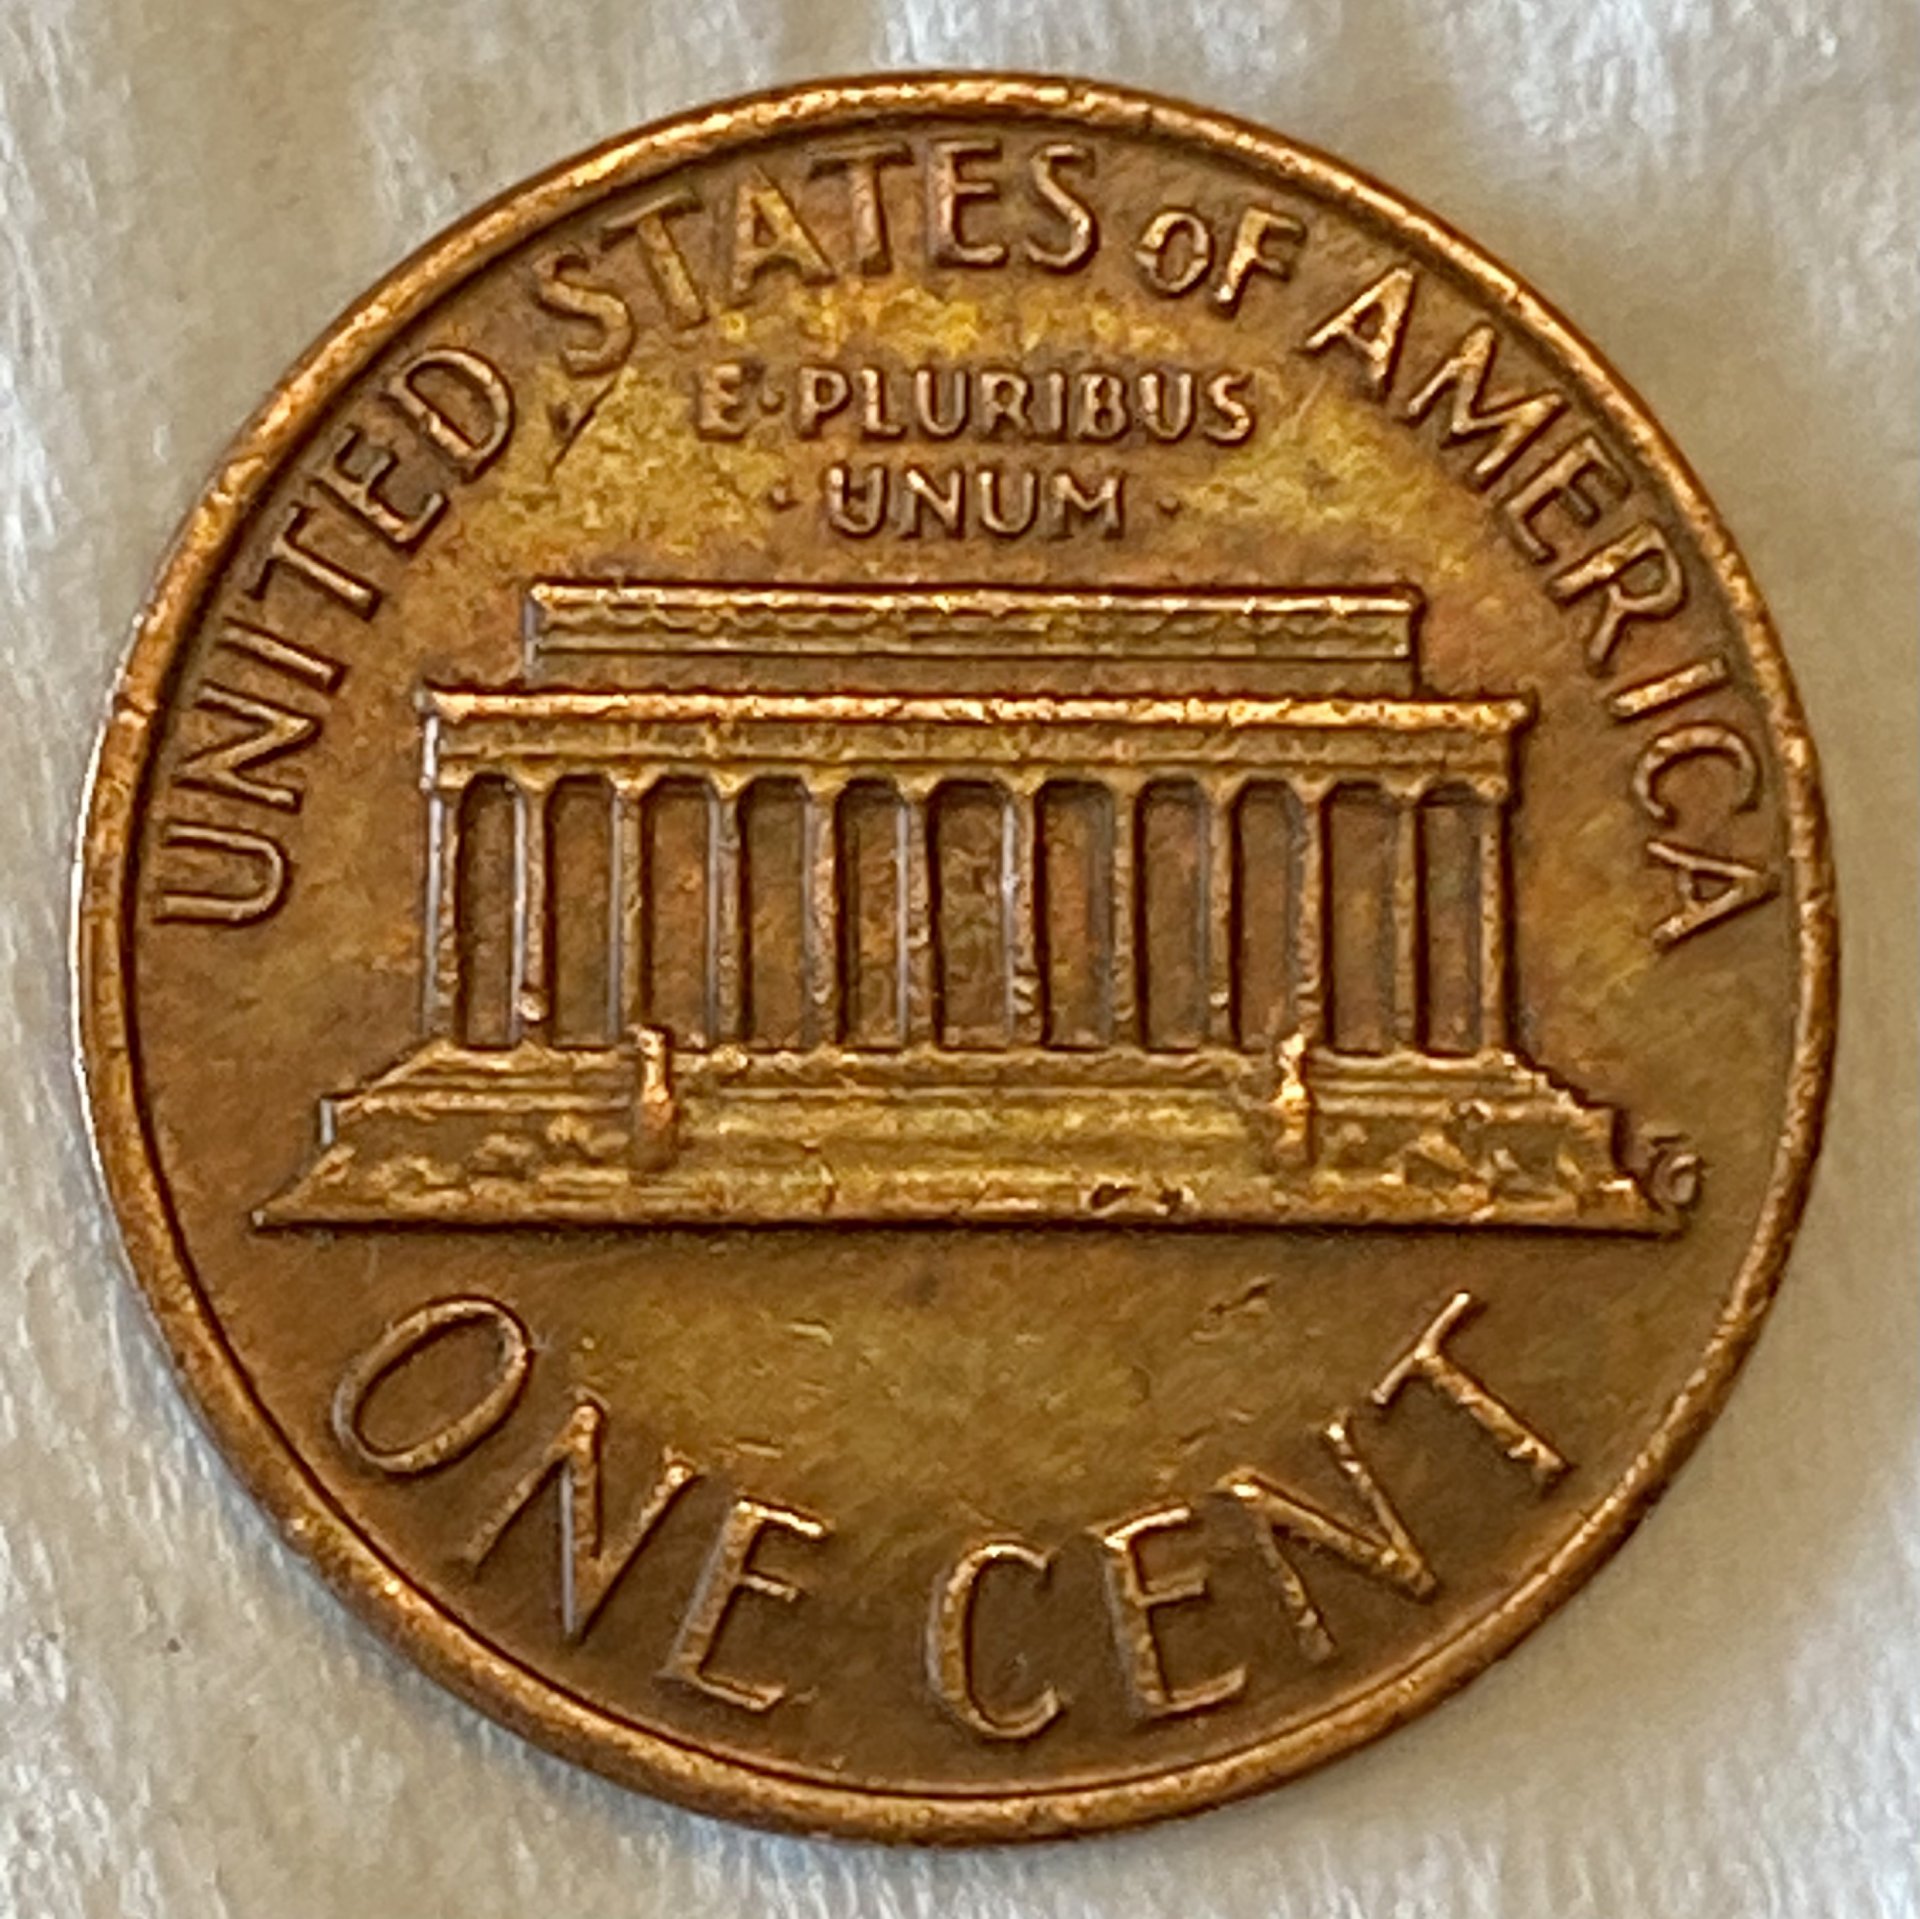 UNITED STATES OF AMERICA
E·PLURIBUS
·UNUM·
ONE CENT